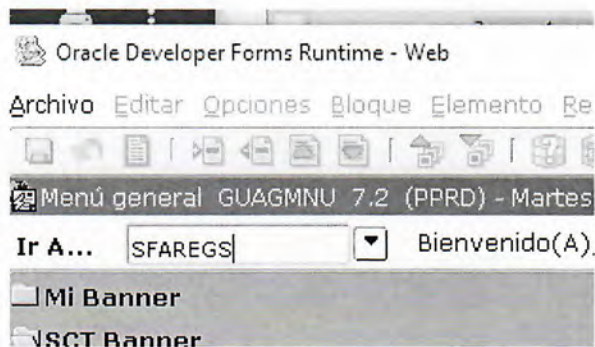 Oracle Developer Forms Runtime - Web
Archivo Editar Opciones Bloque Elemento Re
Menú general GUAGMNU 7.2 (PPRD) - Martes
Ir A... SFAREGS Bienvenido(A)
Mi Banner
SCT Banner